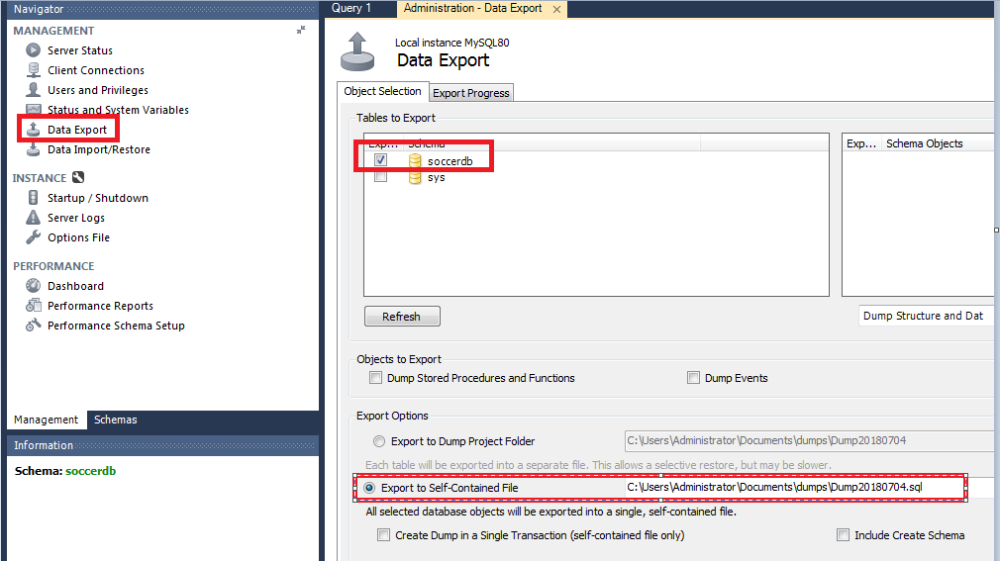 Navigator
MANAGEMENT
Server Status
Client Connections
Users and Privileges
Status and System Variables
Data Export
Data Import/Restore
INSTANCE
Startup / Shutdown
Server Logs
Options File
PERFORMANCE
Dashboard
Performance Reports
Performance Schema Setup
Management Schemas
Information
Schema: soccerdb
Query 1 Administration - Data Export
Local instance MySQL80
Data Export
Object Selection Export Progress
Tables to Export
Exp... Schema
soccerdb
sys
Exp... Schema Objects
Refresh
Dump Structure and Dat
Objects to Export
Dump Stored Procedures and Functions Dump Events
Export Options
Export to Dump Project Folder C:\Users\Administrator\Documents\dumps\Dump20180704
Each table will be exported into a separate file. This allows a selective restore, but may be slower.
Export to Self-Contained File C:\Users\Administrator\Documents\dumps\Dump20180704.sql
All selected database objects will be exported into a single, self-contained file.
Create Dump in a Single Transaction (self-contained file only) Include Create Schema